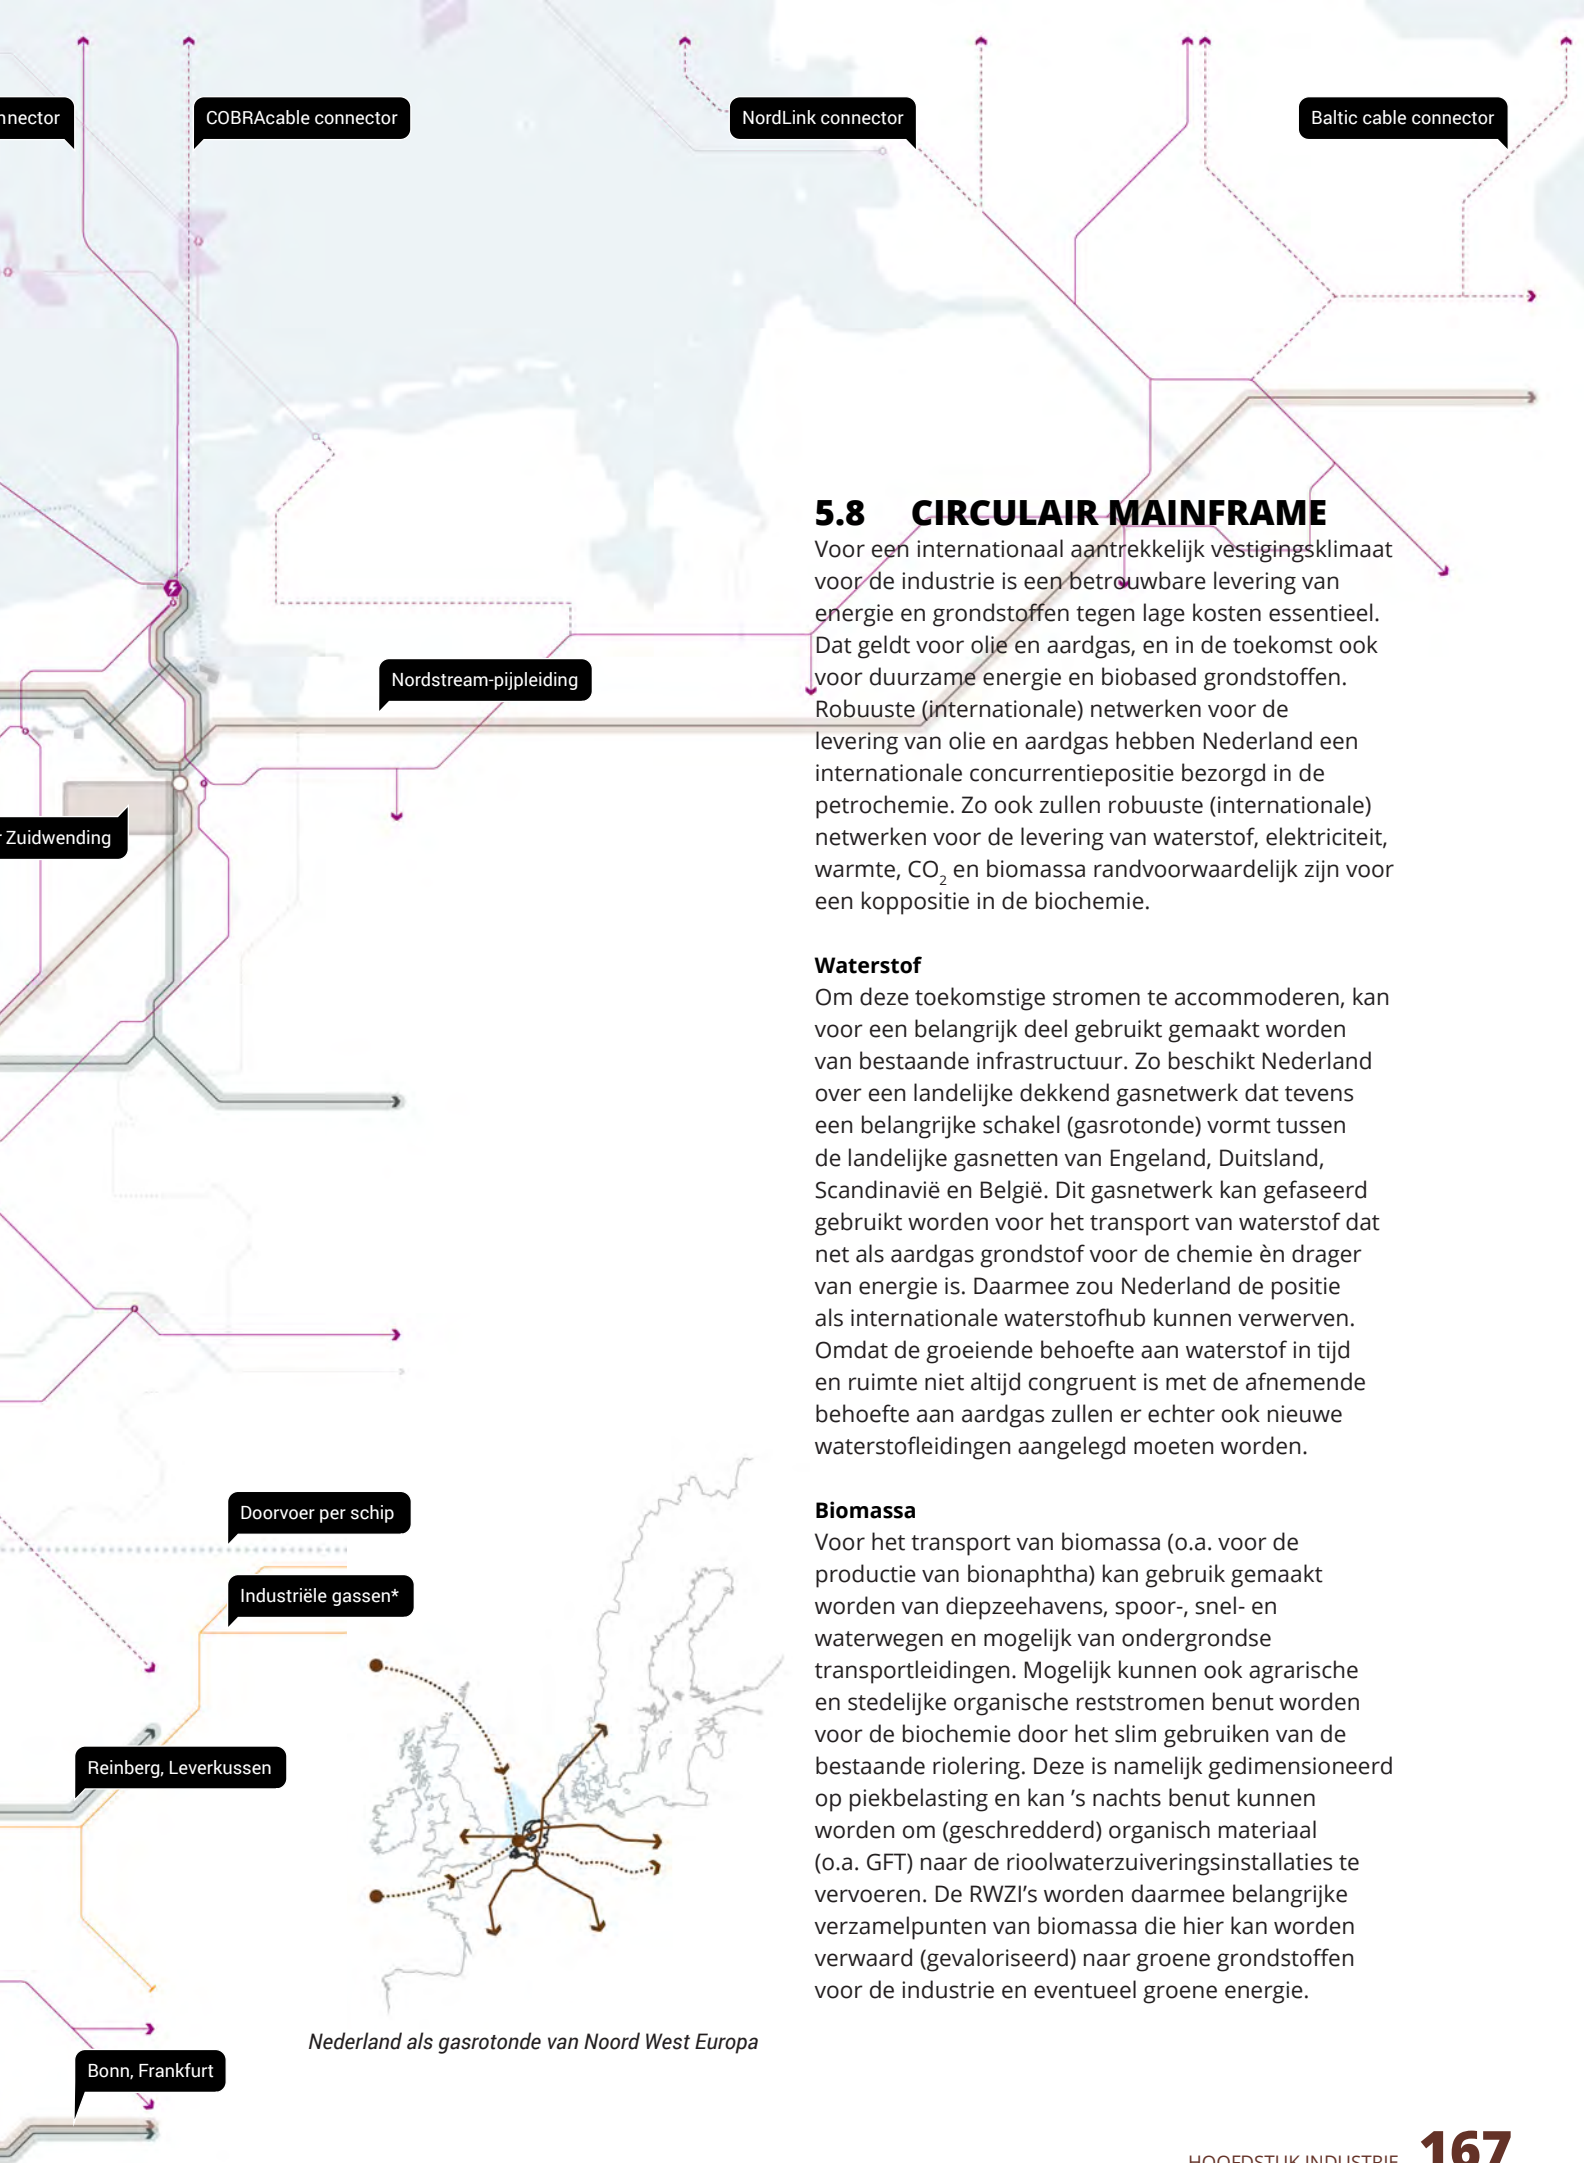 COBRAcable connector
NordLink connector
Baltic cable connector
Nordstream-pijpleiding
Zuidwending
5.8 CIRCULAIR MAINFRAME
Voor een internationaal aantrekkelijk vestigingsklimaat
voor de industrie is een betrouwbare levering van
energie en grondstoffen tegen lage kosten essentieel.
Dat geldt voor olie en aardgas, en in de toekomst ook
voor duurzame energie en biobased grondstoffen.
Robuuste (internationale) netwerken voor de
levering van olie en aardgas hebben Nederland een
internationale concurrentiepositie bezorgd in de
petrochemie. Zo ook zullen robuuste (internationale)
netwerken voor de levering van waterstof, elektriciteit,
warmte, CO₂ en biomassa randvoorwaardelijk zijn voor
een koppositie in de biochemie.
Waterstof
Om deze toekomstige stromen te accommoderen, kan
voor een belangrijk deel gebruikt gemaakt worden
van bestaande infrastructuur. Zo beschikt Nederland
over een landelijke dekkend gasnetwerk dat tevens
een belangrijke schakel (gasrotonde) vormt tussen
de landelijke gasnetten van Engeland, Duitsland,
Scandinavië en België. Dit gasnetwerk kan gefaseerd
gebruikt worden voor het transport van waterstof dat
net als aardgas grondstof voor de chemie èn drager
van energie is. Daarmee zou Nederland de positie
als internationale waterstofhub kunnen verwerven.
Omdat de groeiende behoefte aan waterstof in tijd
en ruimte niet altijd congruent is met de afnemende
behoefte aan aardgas zullen er echter ook nieuwe
waterstofleidingen aangelegd moeten worden.
Biomassa
Voor het transport van biomassa (o.a. voor de
productie van bionaphtha) kan gebruik gemaakt
worden van diepzeehavens, spoor-, snel- en
waterwegen en mogelijk van ondergrondse
transportleidingen. Mogelijk kunnen ook agrarische
en stedelijke organische reststromen benut worden
voor de biochemie door het slim gebruiken van de
bestaande riolering. Deze is namelijk gedimensioneerd
op piekbelasting en kan ’s nachts benut kunnen
worden om (geschredderd) organisch materiaal
(o.a. GFT) naar de rioolwaterzuiveringsinstallaties te
vervoeren. De RWZI’s worden daarmee belangrijke
verzamelpunten van biomassa die hier kan worden
verwaard (gevaloriseerd) naar groene grondstoffen
voor de industrie en eventueel groene energie.
Doorvoer per schip
Industriële gassen*
Reinberg, Leverkussen
Bonn, Frankfurt
Nederland als gasrotonde van Noord West Europa
HOOFDSTUK INDUSTRIE 167